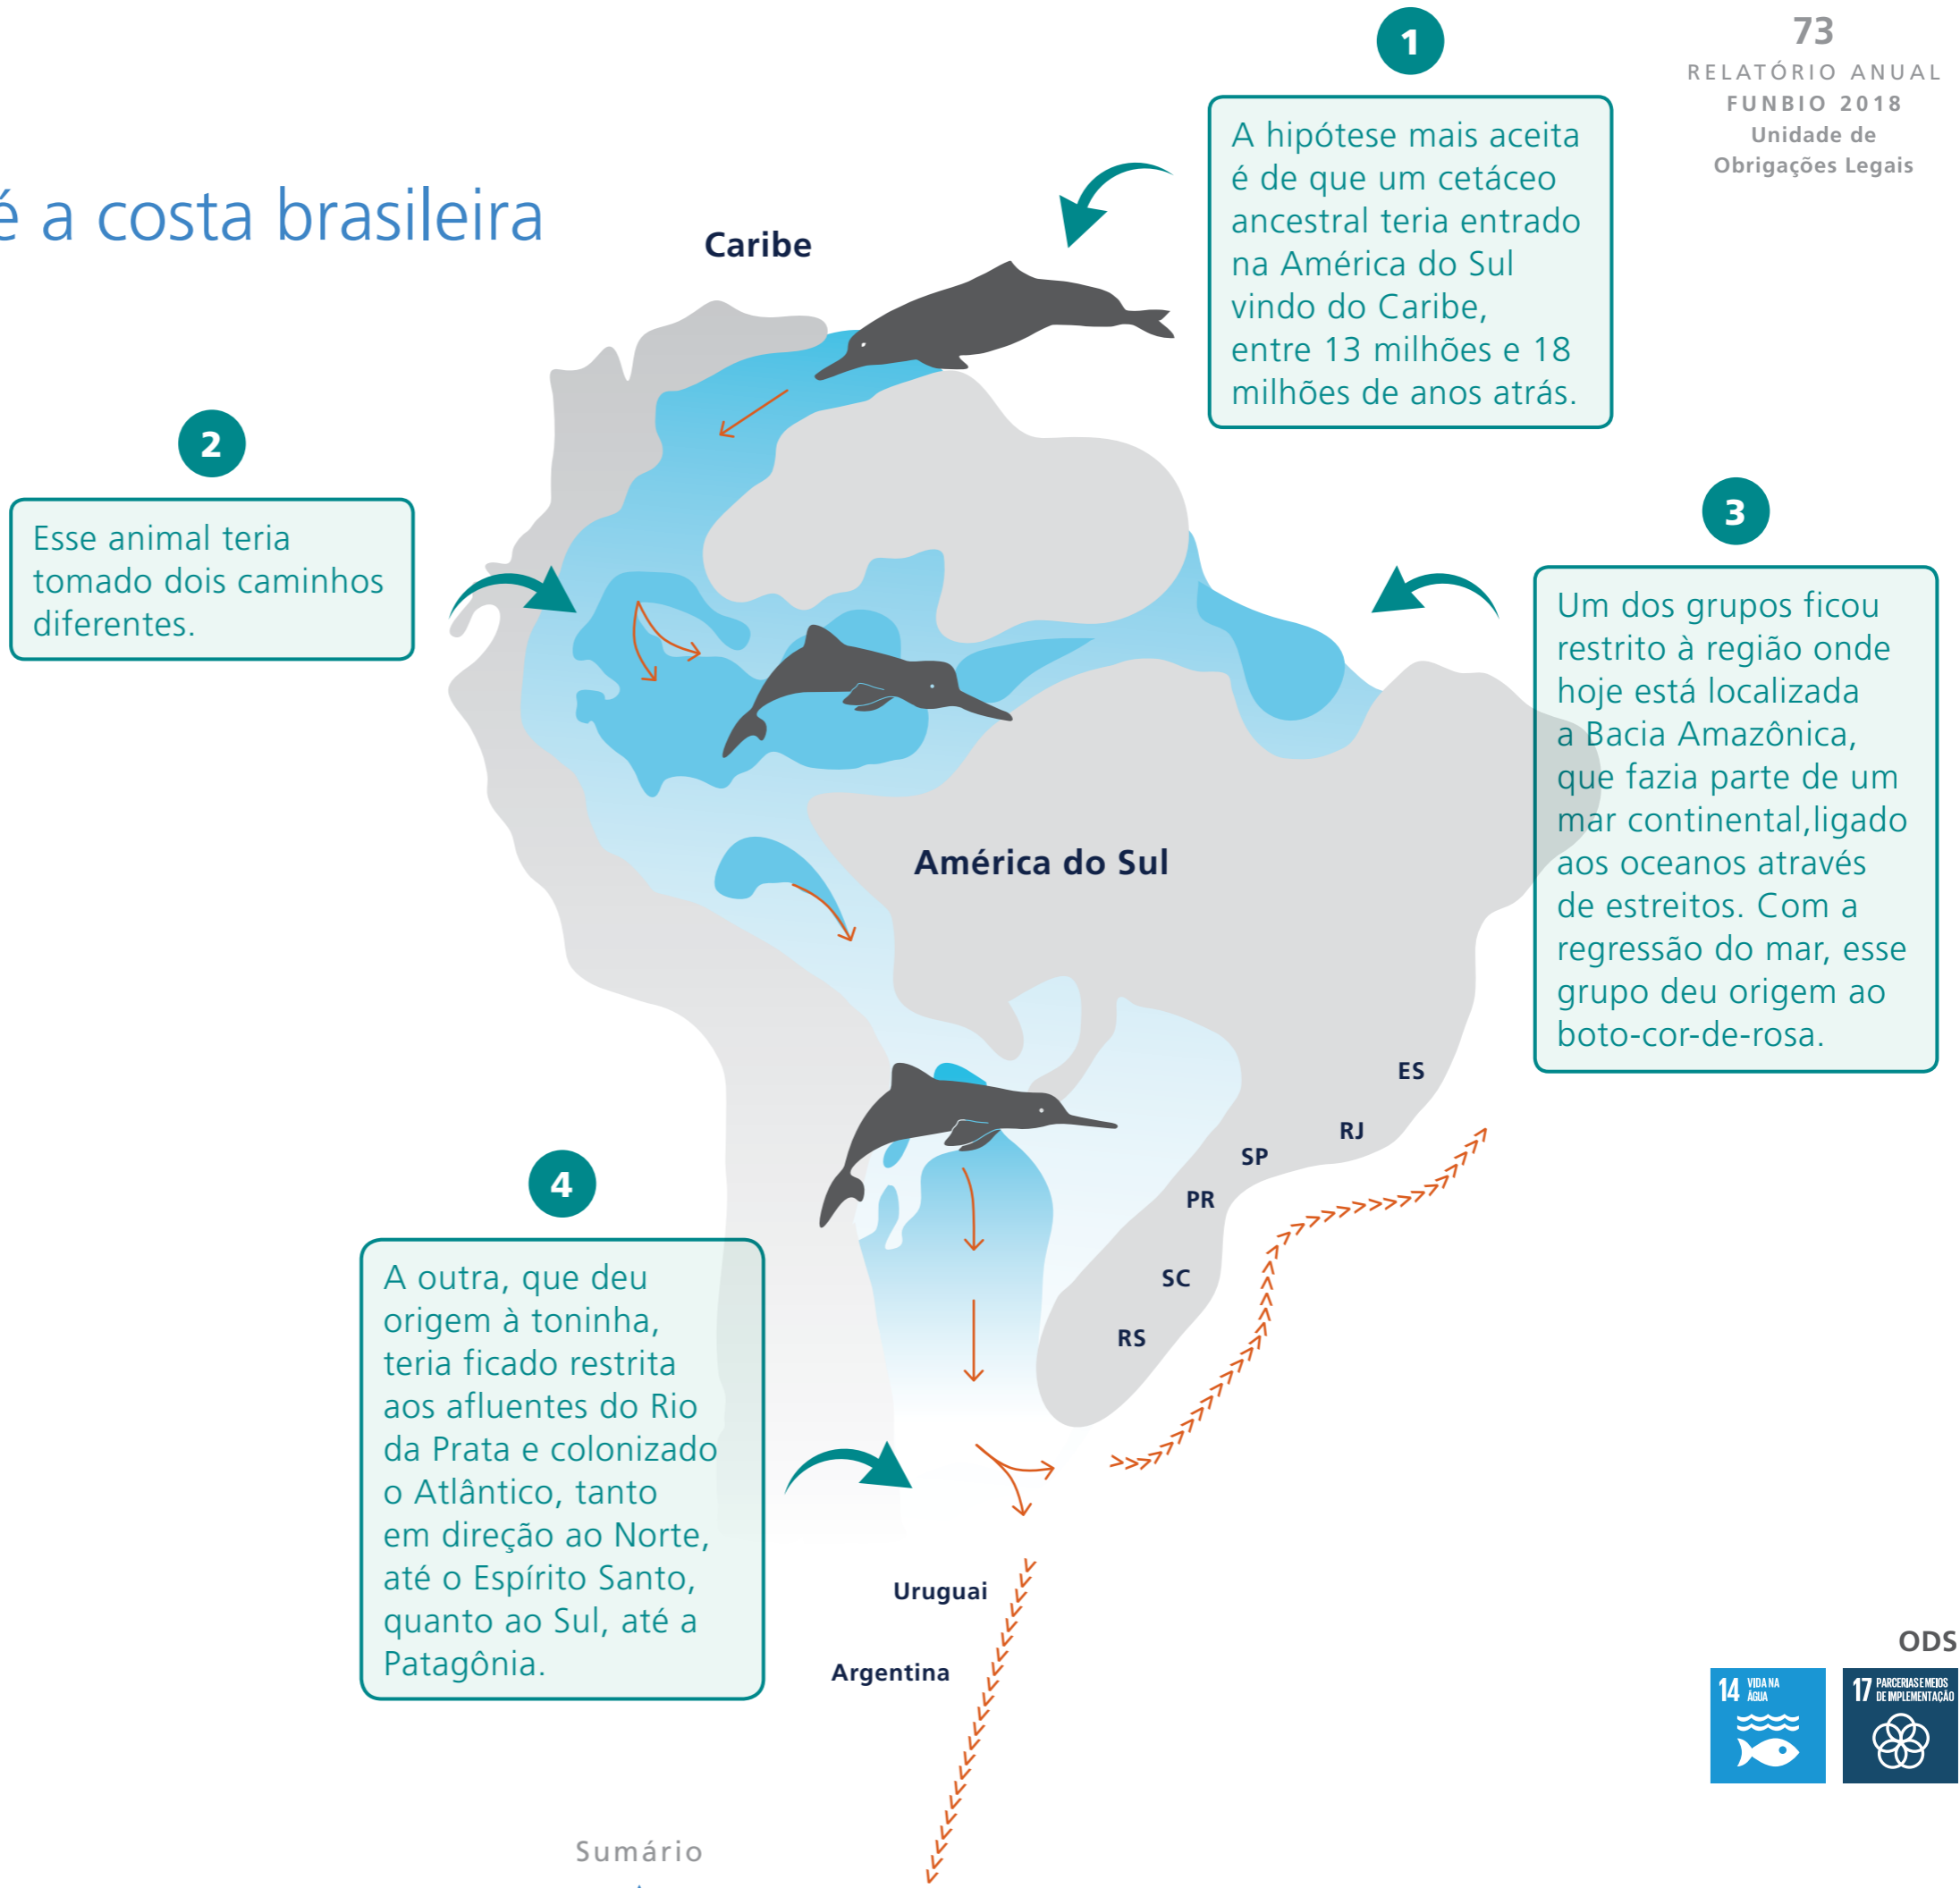 73
RELATÓRIO ANUAL
FUNBIO 2018
Unidade de
Obrigações Legais
é a costa brasileira
Caribe
1
A hipótese mais aceita
é de que um cetáceo
ancestral teria entrado
na América do Sul
vindo do Caribe,
entre 13 milhões e 18
milhões de anos atrás.
2
Esse animal teria
tomado dois caminhos
diferentes.
3
Um dos grupos ficou
restrito à região onde
hoje está localizada
a Bacia Amazônica,
que fazia parte de um
mar continental,ligado
aos oceanos através
de estreitos. Com a
regressão do mar, esse
grupo deu origem ao
boto-cor-de-rosa.
América do Sul
ES
RJ
SP
PR
SC
RS
4
A outra, que deu
origem à toninha,
teria ficado restrita
aos afluentes do Rio
da Prata e colonizado
o Atlântico, tanto
em direção ao Norte,
até o Espírito Santo,
quanto ao Sul, até a
Patagônia.
Uruguai
Argentina
ODS
14 VIDA NA
ÁGUA
17 PARCERIAS E MEIOS
DE IMPLEMENTAÇÃO
Sumário